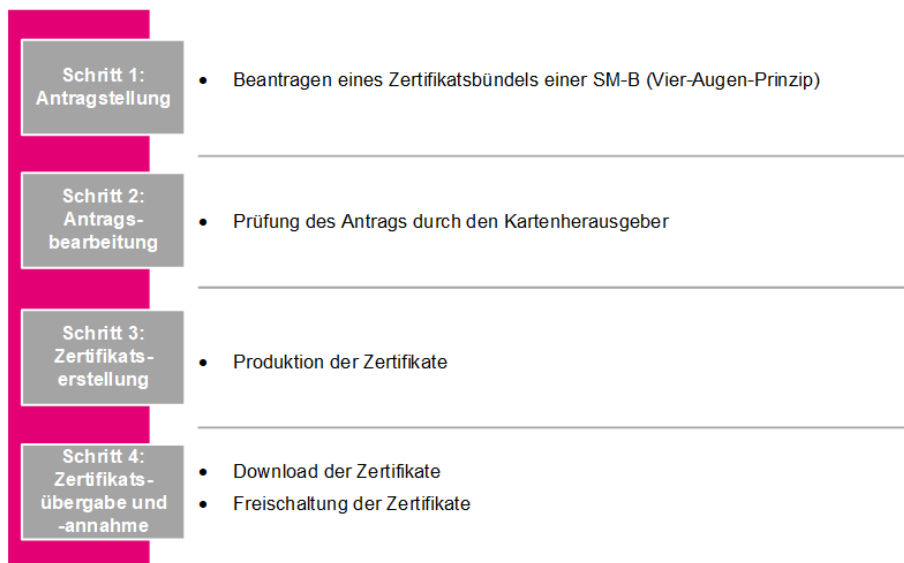 Schritt 1:
Antragstellung
• Beantragen eines Zertifikatsbündels einer SM-B (Vier-Augen-Prinzip)
Schritt 2:
Antrags-
bearbeitung
• Prüfung des Antrags durch den Kartenherausgeber
Schritt 3:
Zertifikats-
erstellung
• Produktion der Zertifikate
Schritt 4:
Zertifikats-
übergabe und
-annahme
• Download der Zertifikate
• Freischaltung der Zertifikate